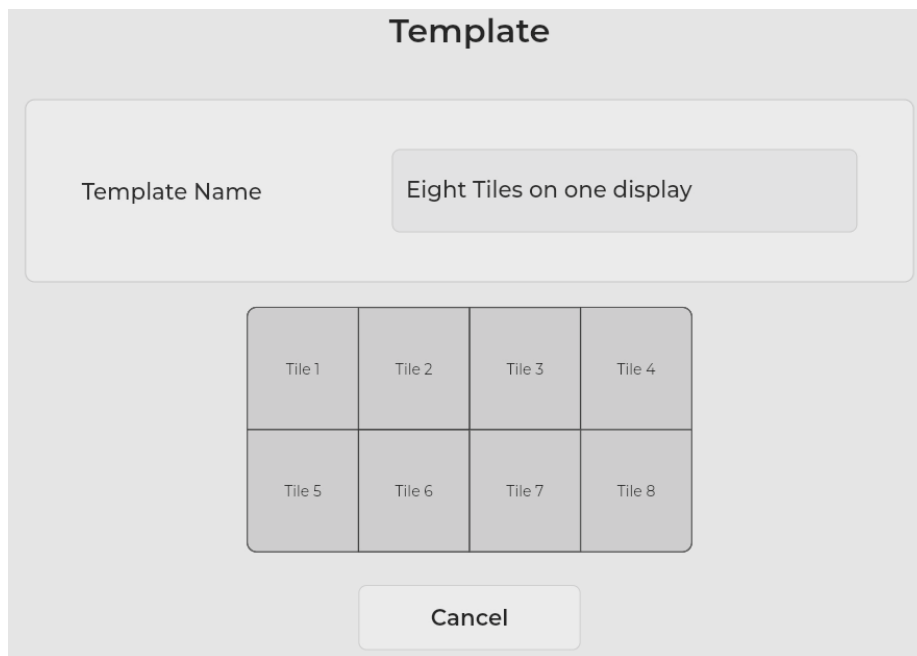 Template
Template Name
Eight Tiles on one display
Tile 1
Tile 2
Tile 3
Tile 4
Tile 5
Tile 6
Tile 7
Tile 8
Cancel